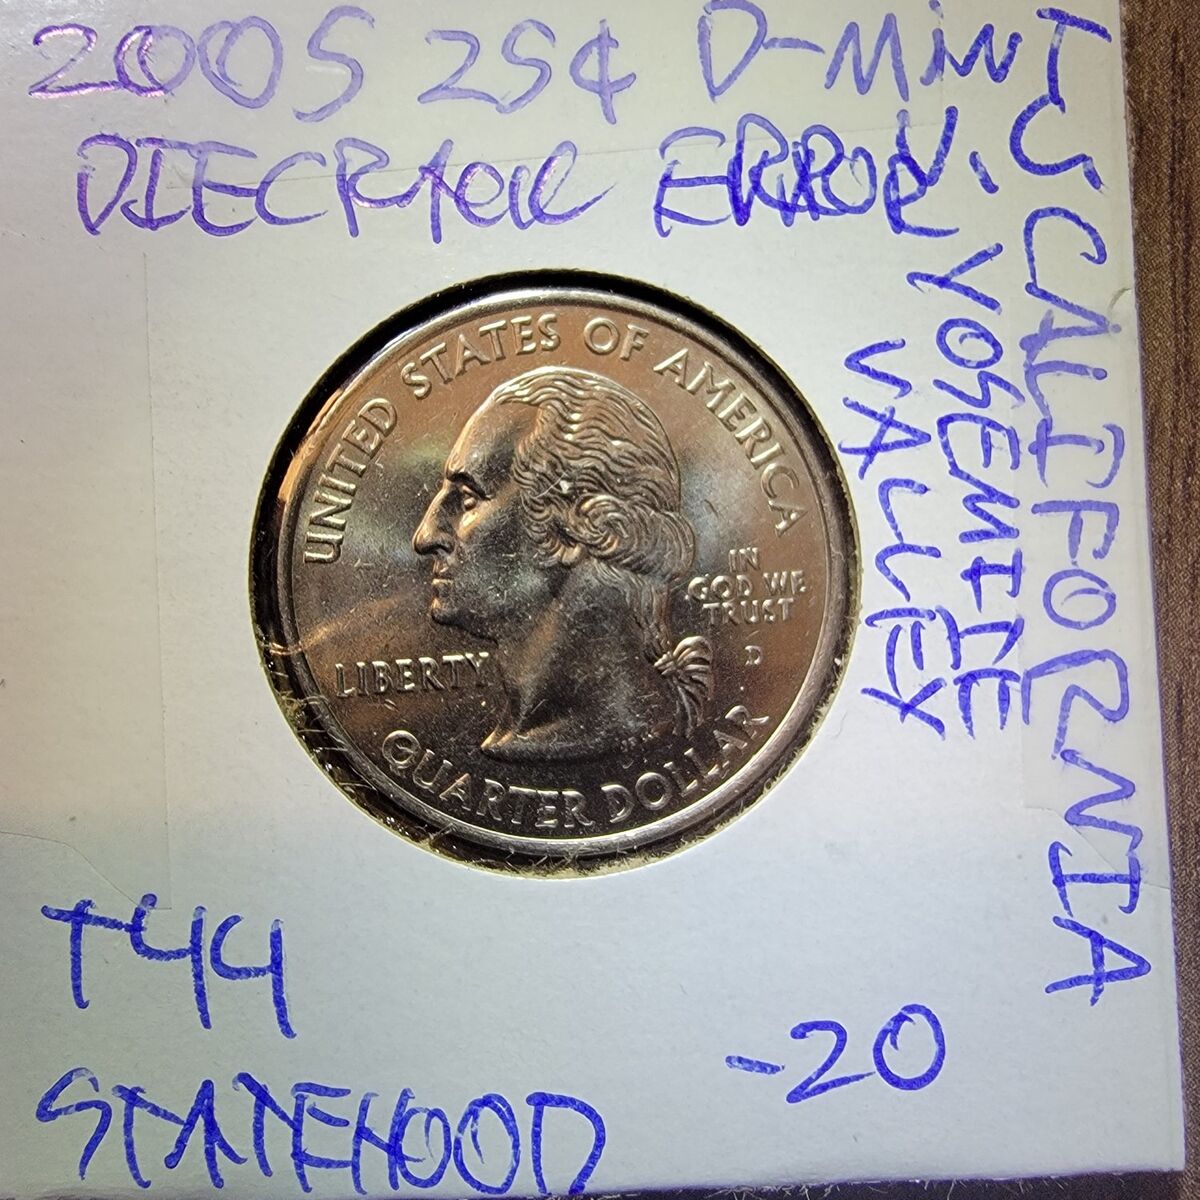 2005 25¢ D-MINT
DIECRACK ERROR
CALIFORNIA
YOSEMITE
VALLEY
UNITED STATES OF AMERICA
IN
GOD WE
TRUST
D
LIBERTY
QUARTER DOLLAR
T44
-20
STATEHOOD